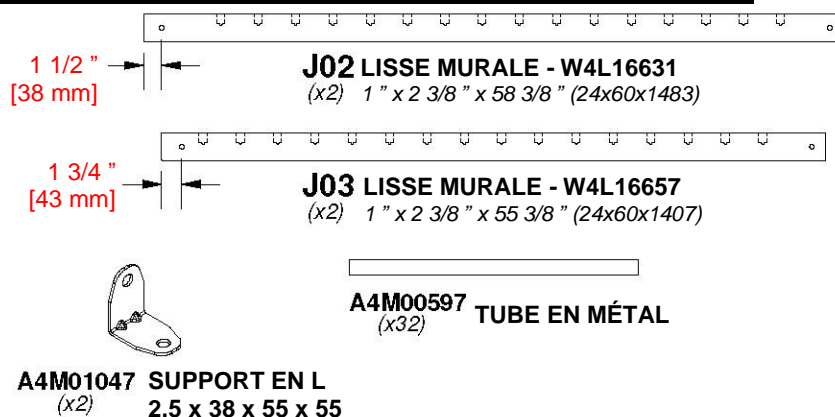 1 1/2 "
[38 mm]
J02 LISSE MURALE - W4L16631
(x2) 1 " x 2 3/8 " x 58 3/8 " (24x60x1483)
1 3/4 "
[43 mm]
J03 LISSE MURALE - W4L16657
(x2) 1 " x 2 3/8 " x 55 3/8 " (24x60x1407)
A4M00597 TUBE EN MÉTAL
(x32)
A4M01047 SUPPORT EN L
(x2) 2.5 x 38 x 55 x 55